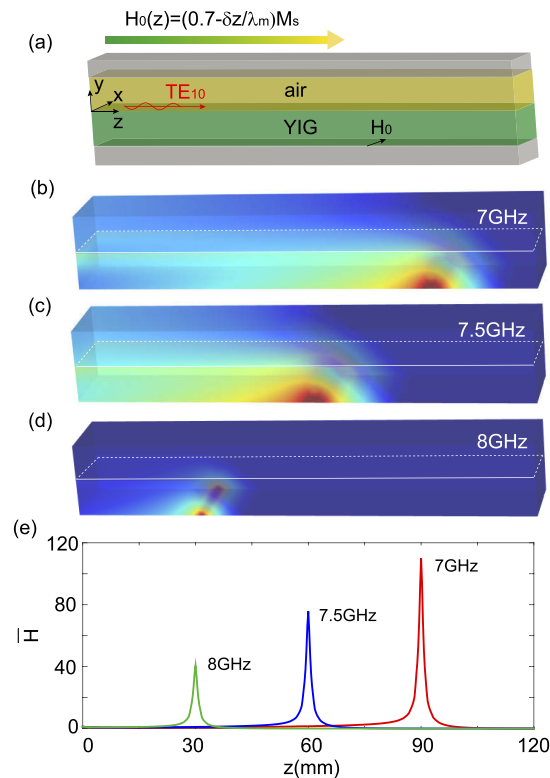 H₀(z)=(0.7-δz/λₘ)Mₛ
(a)
y
x
z
TE₁₀
air
YIG
H₀
(b)
7GHz
(c)
7.5GHz
(d)
8GHz
(e)
120
80
40
0
H̅
7GHz
7.5GHz
8GHz
0 30 60 90 120
z(mm)